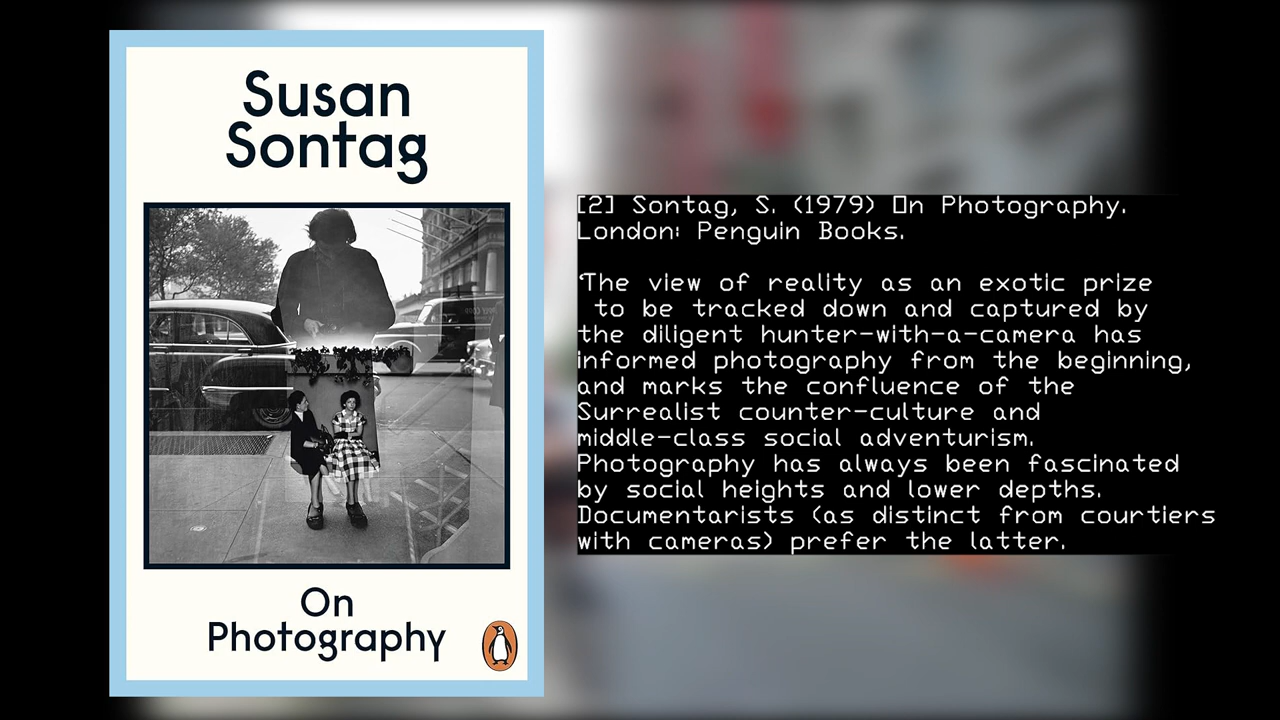 Susan
Sontag
On
Photography
[2] Sontag, S. (1979) On Photography.
London: Penguin Books.
‘The view of reality as an exotic prize
to be tracked down and captured by
the diligent hunter-with-a-camera has
informed photography from the beginning,
and marks the confluence of the
Surrealist counter-culture and
middle-class social adventurism.
Photography has always been fascinated
by social heights and lower depths.
Documentarists (as distinct from courtiers
with cameras) prefer the latter.